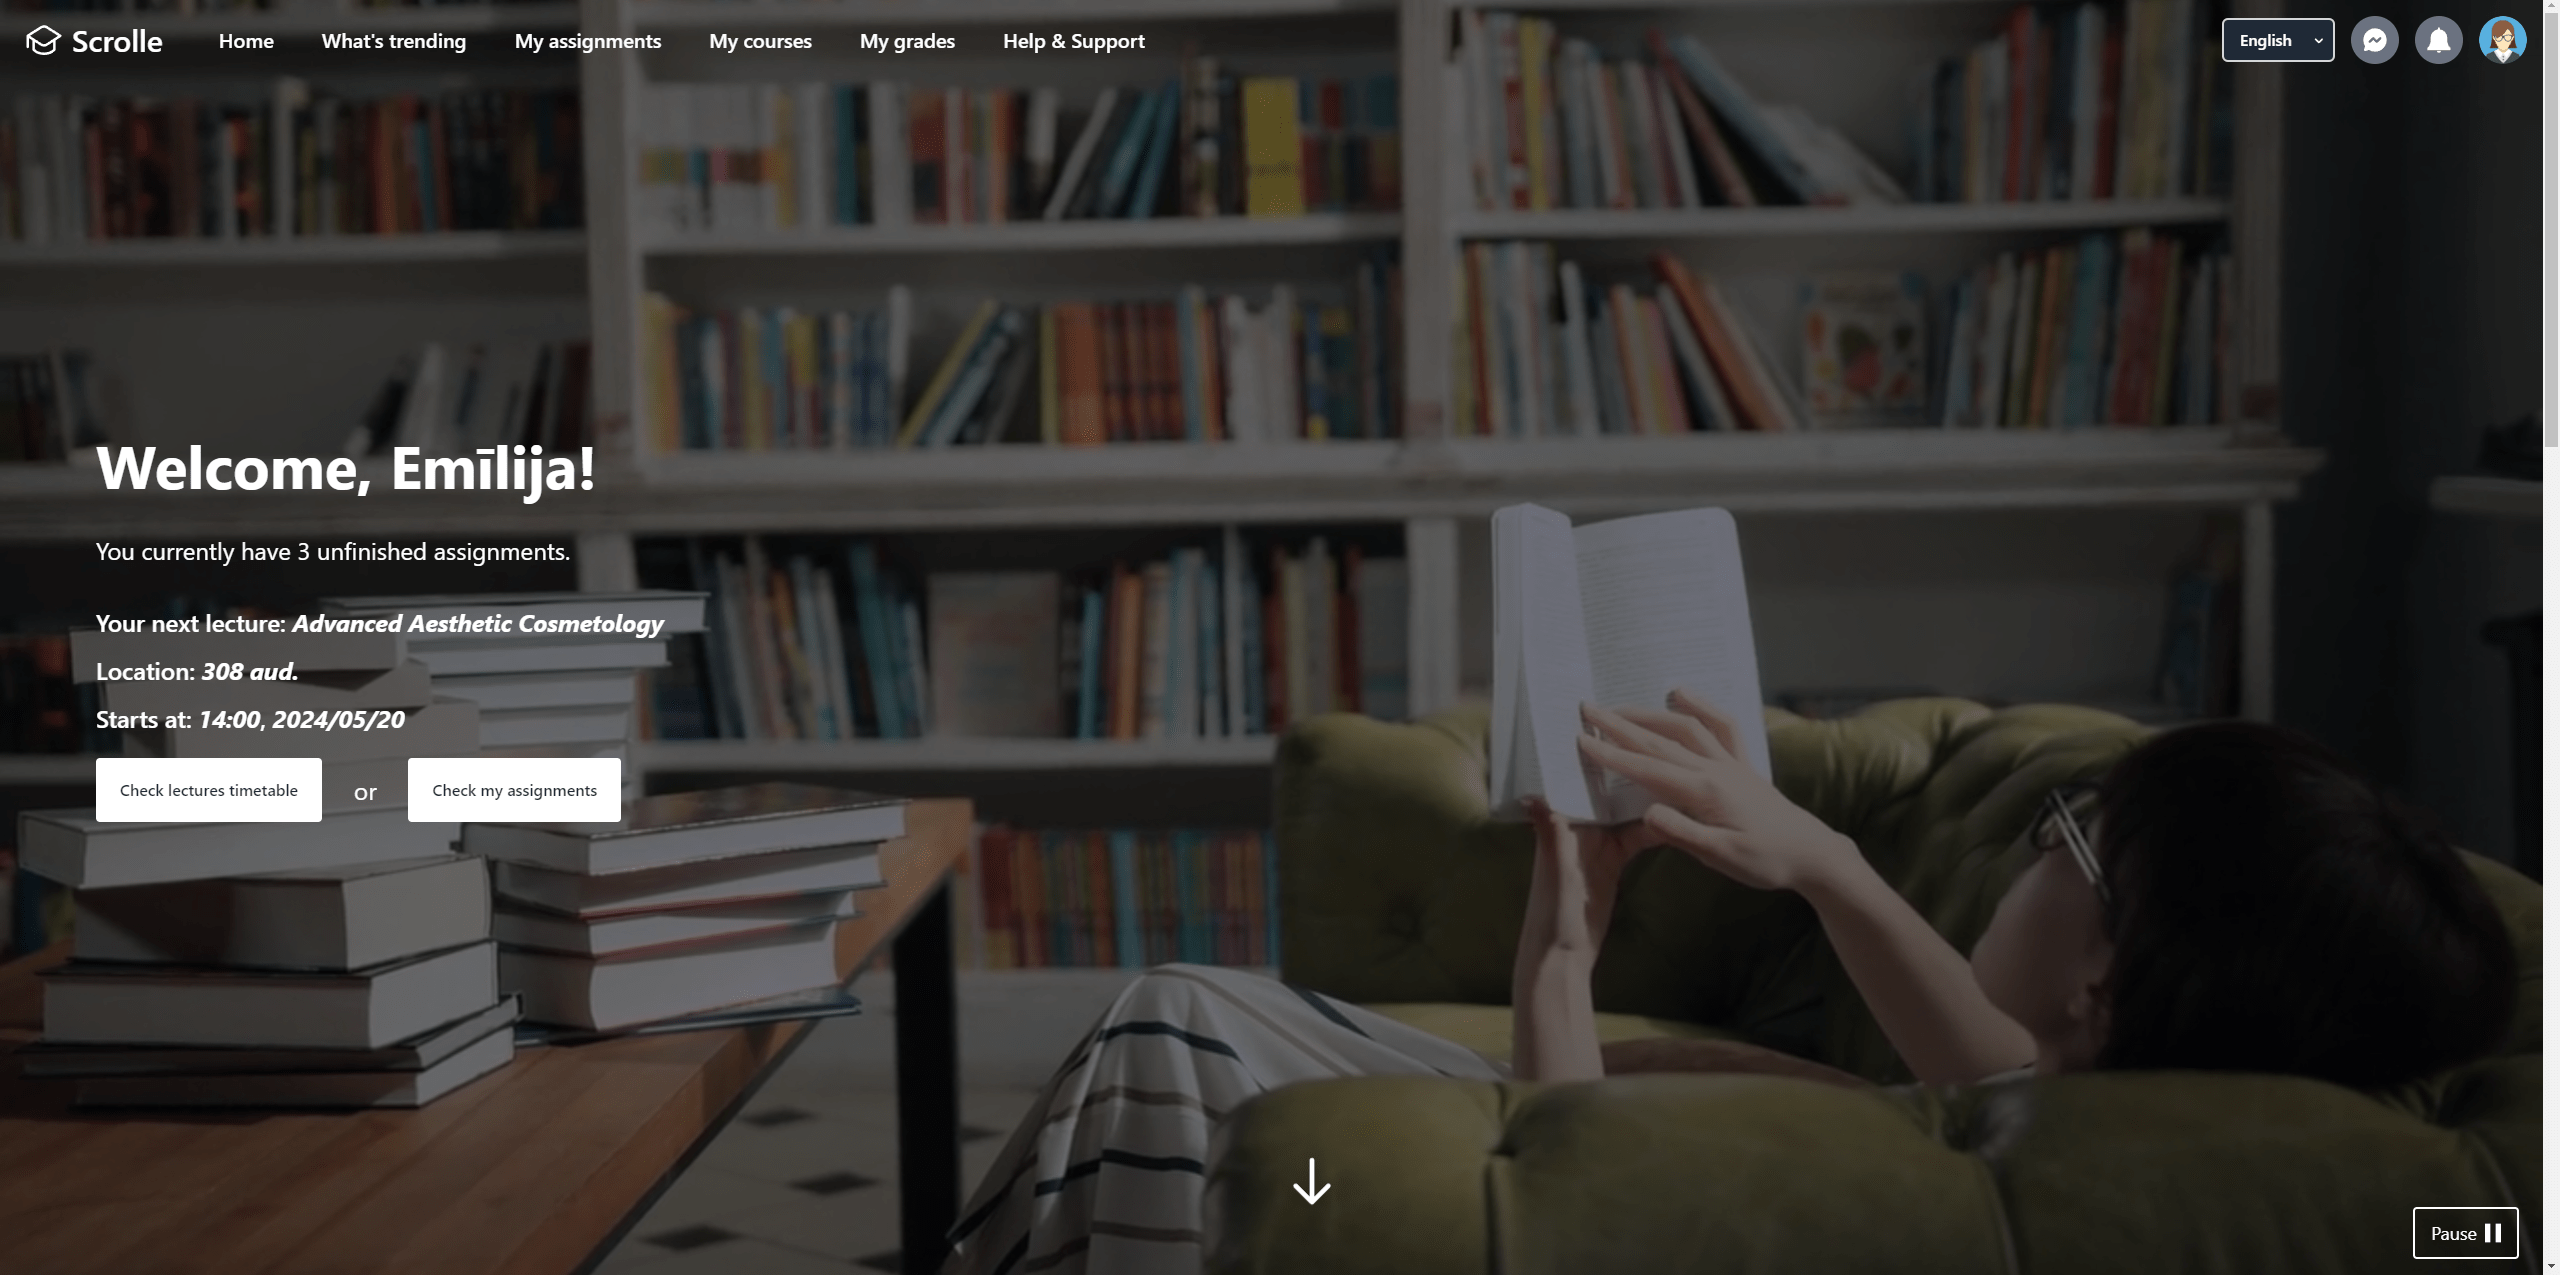 Scrolle
Home
What's trending
My assignments
My courses
My grades
Help & Support
English
Welcome, Emīlija!
You currently have 3 unfinished assignments.
Your next lecture: Advanced Aesthetic Cosmetology
Location: 308 aud.
Starts at: 14:00, 2024/05/20
Check lectures timetable
or
Check my assignments
Pause